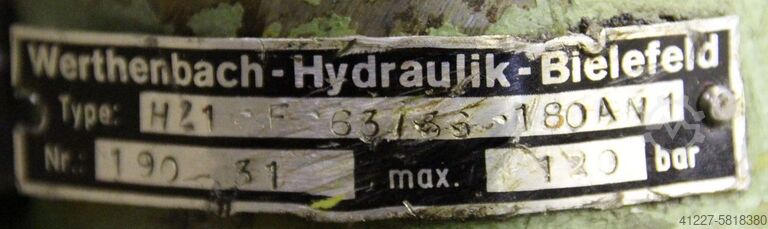 Werthenbach-Hydraulik-Bielefeld
Type: H21-F 63/36-180AN1
Nr.: 190-31 max. 120 bar
41227-5818380